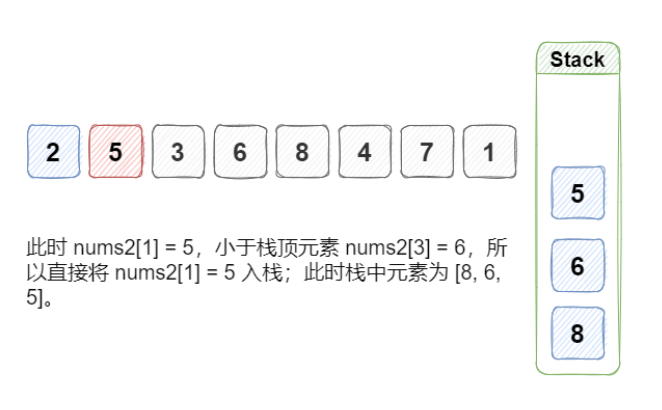 Stack
2 5 3 6 8 4 7 1
5
6
8
此时 nums2[1] = 5，小于栈顶元素 nums2[3] = 6，所
以直接将 nums2[1] = 5 入栈；此时栈中元素为 [8, 6,
5]。